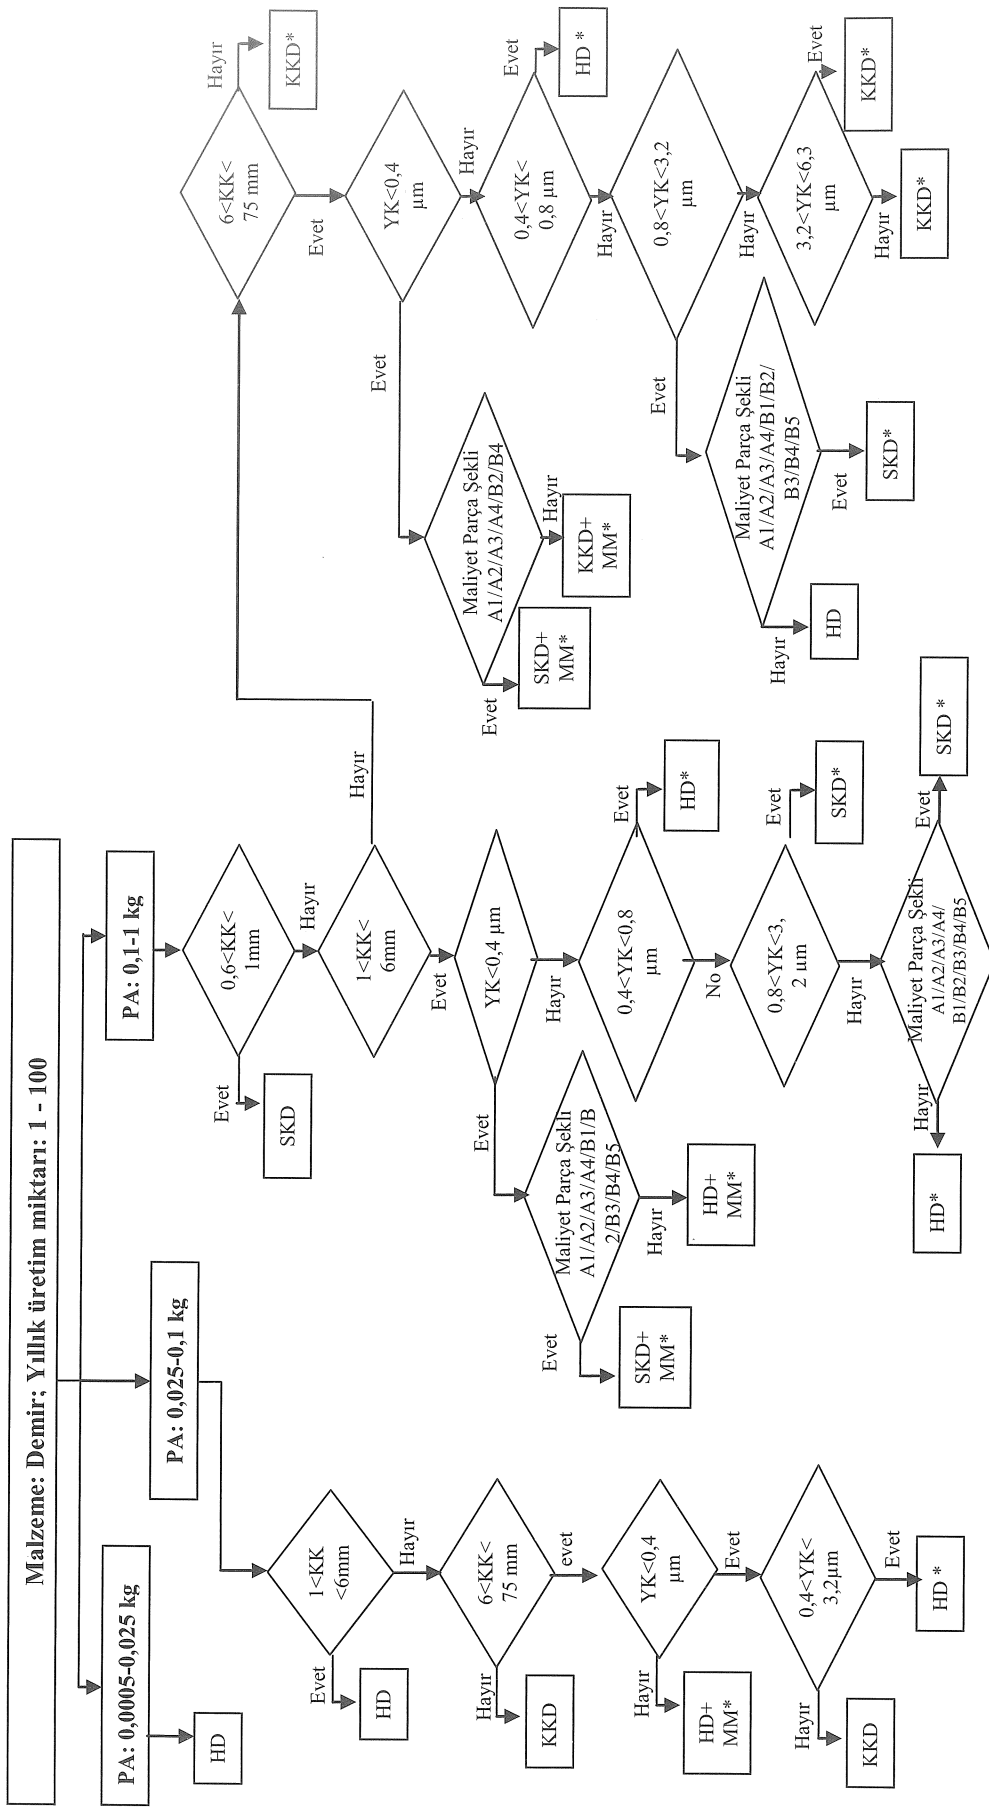 Malzeme: Demir; Yıllık üretim miktarı: 1 - 100
PA: 0,0005-0,025 kg
HD
PA: 0,025-0,1 kg
1<KK
<6mm
Evet
HD
Hayır
6<KK<
75 mm
Hayır
KKD
evet
YK<0,4
µm
Hayır
HD+
MM*
Evet
0,4<YK<
3,2µm
Hayır
KKD
Evet
HD *
PA: 0,1-1 kg
0,6<KK<
1mm
Evet
SKD
Hayır
1<KK<
6mm
Hayır
Evet
YK<0,4 µm
Evet
Maliyet Parça Şekli
A1/A2/A3/A4/B1/B
2/B3/B4/B5
Evet
SKD+
MM*
Hayır
HD+
MM*
Hayır
0,4<YK<0,8
µm
Evet
HD*
No
0,8<YK<3,
2 µm
Evet
SKD*
Hayır
Maliyet Parça Şekli
A1/A2/A3/A4/
B1/B2/B3/B4/B5
Hayır
HD*
Evet
SKD *
6<KK<
75 mm
Hayır
KKD*
Evet
YK<0,4
µm
Evet
Maliyet Parça Şekli
A1/A2/A3/A4/B2/B4
Evet
SKD+
MM*
Hayır
KKD+
MM*
Hayır
0,4<YK<
0,8 µm
Evet
HD *
Hayır
0,8<YK<3,2
µm
Evet
Maliyet Parça Şekli
A1/A2/A3/A4/B1/B2/
B3/B4/B5
Hayır
HD
Evet
SKD*
Hayır
3,2<YK<6,3
µm
Evet
KKD*
Hayır
KKD*